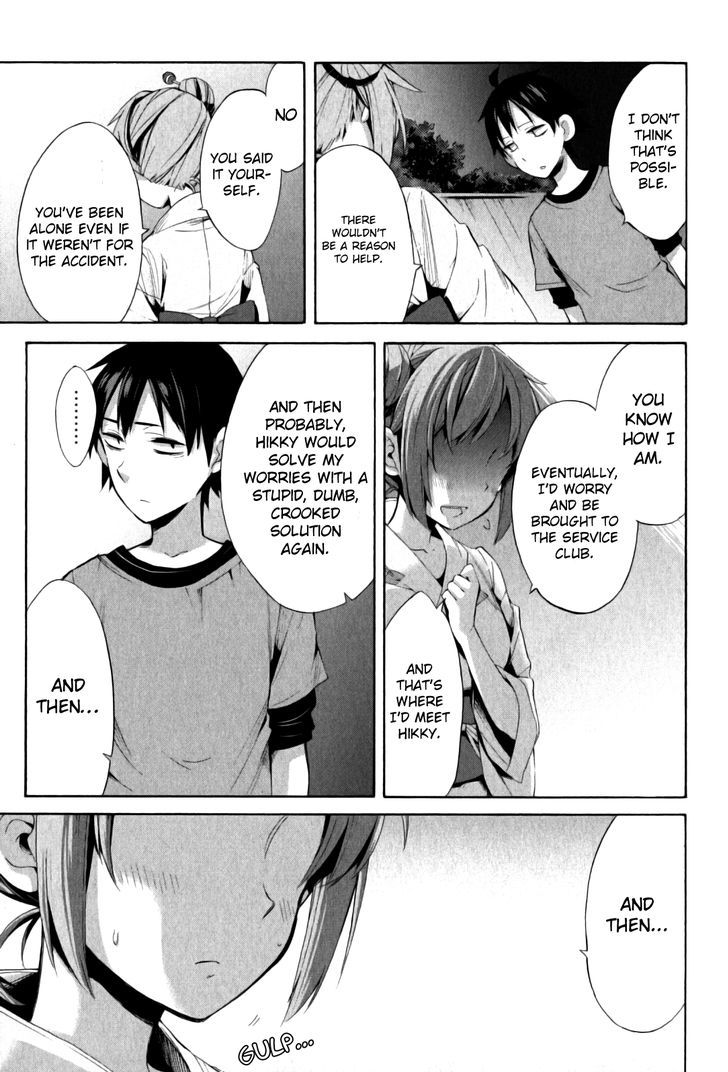 I DON'T
THINK
THAT'S
POSSI-
BLE.
THERE
WOULDN'T
BE A REASON
TO HELP.
NO
YOU SAID
IT YOUR-
SELF.
YOU'VE BEEN
ALONE EVEN IF
IT WEREN'T FOR
THE ACCIDENT.
YOU
KNOW
HOW I
AM.
EVENTUALLY,
I'D WORRY
AND BE
BROUGHT TO
THE SERVICE
CLUB.
AND
THAT'S
WHERE
I'D MEET
HIKKY.
AND THEN
PROBABLY,
HIKKY WOULD
SOLVE MY
WORRIES WITH A
STUPID, DUMB,
CROOKED
SOLUTION
AGAIN.
........
AND
THEN...
AND
THEN...
GULP...